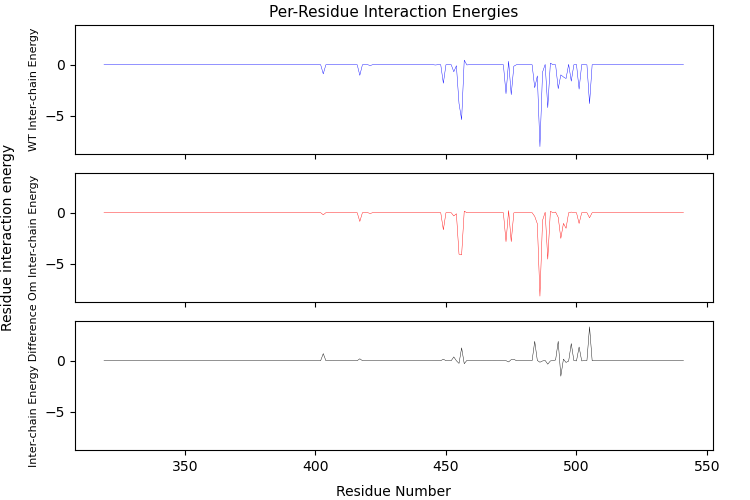 Per-Residue Interaction Energies
Residue interaction energy
WT Inter-chain Energy
0
−5
Om Inter-chain Energy
0
−5
Inter-chain Energy Difference
0
−5
350
400
450
500
550
Residue Number